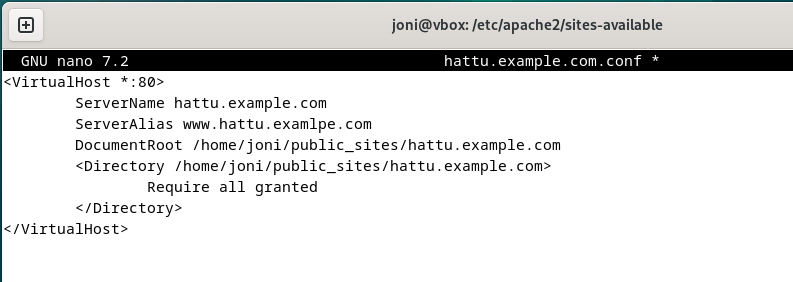 joni@vbox: /etc/apache2/sites-available
GNU nano 7.2 hattu.example.com.conf *
<VirtualHost *:80>
ServerName hattu.example.com
ServerAlias www.hattu.examlpe.com
DocumentRoot /home/joni/public_sites/hattu.example.com
<Directory /home/joni/public_sites/hattu.example.com>
Require all granted
</Directory>
</VirtualHost>